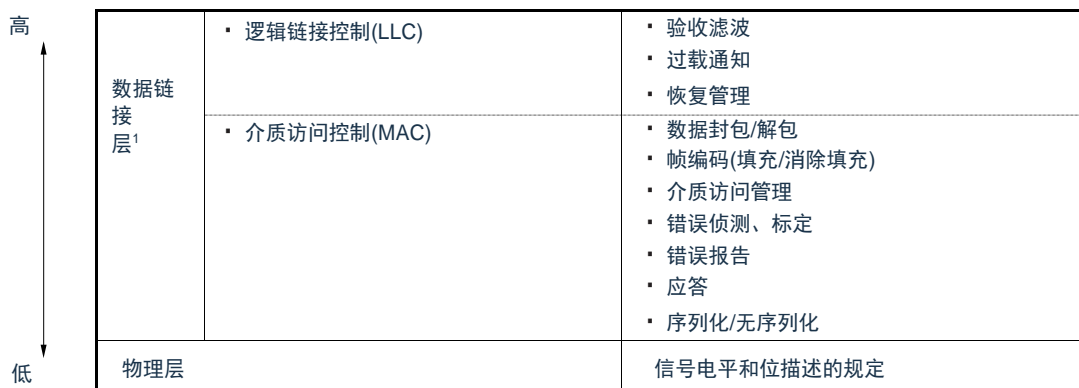 高
数据链
接
层1
▪ 逻辑链接控制(LLC)
▪ 验收滤波
▪ 过载通知
▪ 恢复管理
▪ 介质访问控制(MAC)
▪ 数据封包/解包
▪ 帧编码(填充/消除填充)
▪ 介质访问管理
▪ 错误侦测、标定
▪ 错误报告
▪ 应答
▪ 序列化/无序列化
低
物理层
信号电平和位描述的规定